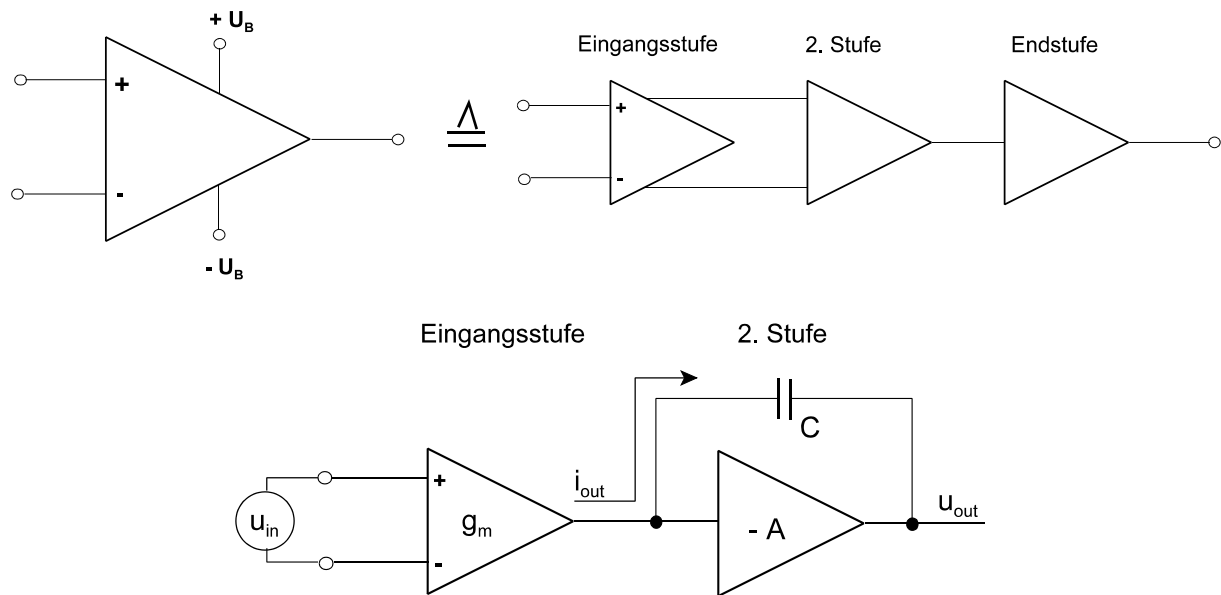 + U_B
+
-
- U_B
Eingangsstufe 2. Stufe Endstufe
+
-
Eingangsstufe 2. Stufe
C
i_out
u_out
+
u_in
g_m
- A
-